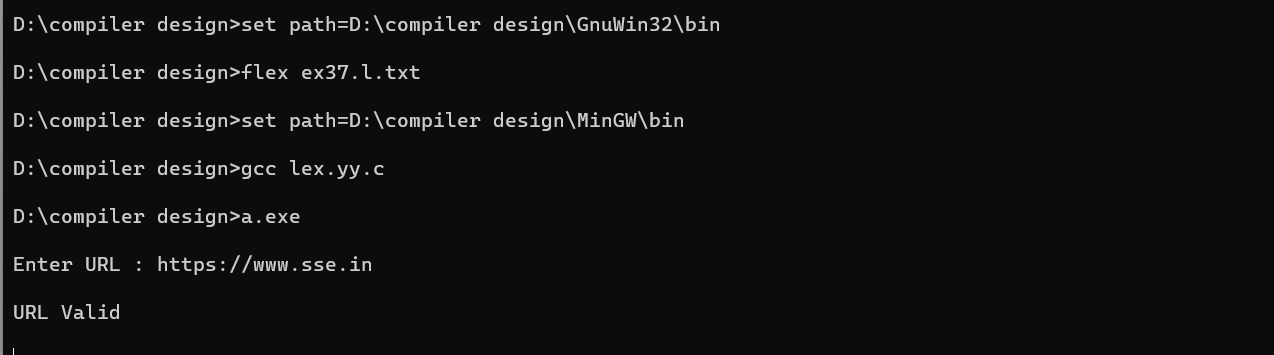 D:\compiler design>set path=D:\compiler design\GnuWin32\bin
D:\compiler design>flex ex37.l.txt
D:\compiler design>set path=D:\compiler design\MinGW\bin
D:\compiler design>gcc lex.yy.c
D:\compiler design>a.exe
Enter URL : https://www.sse.in
URL Valid